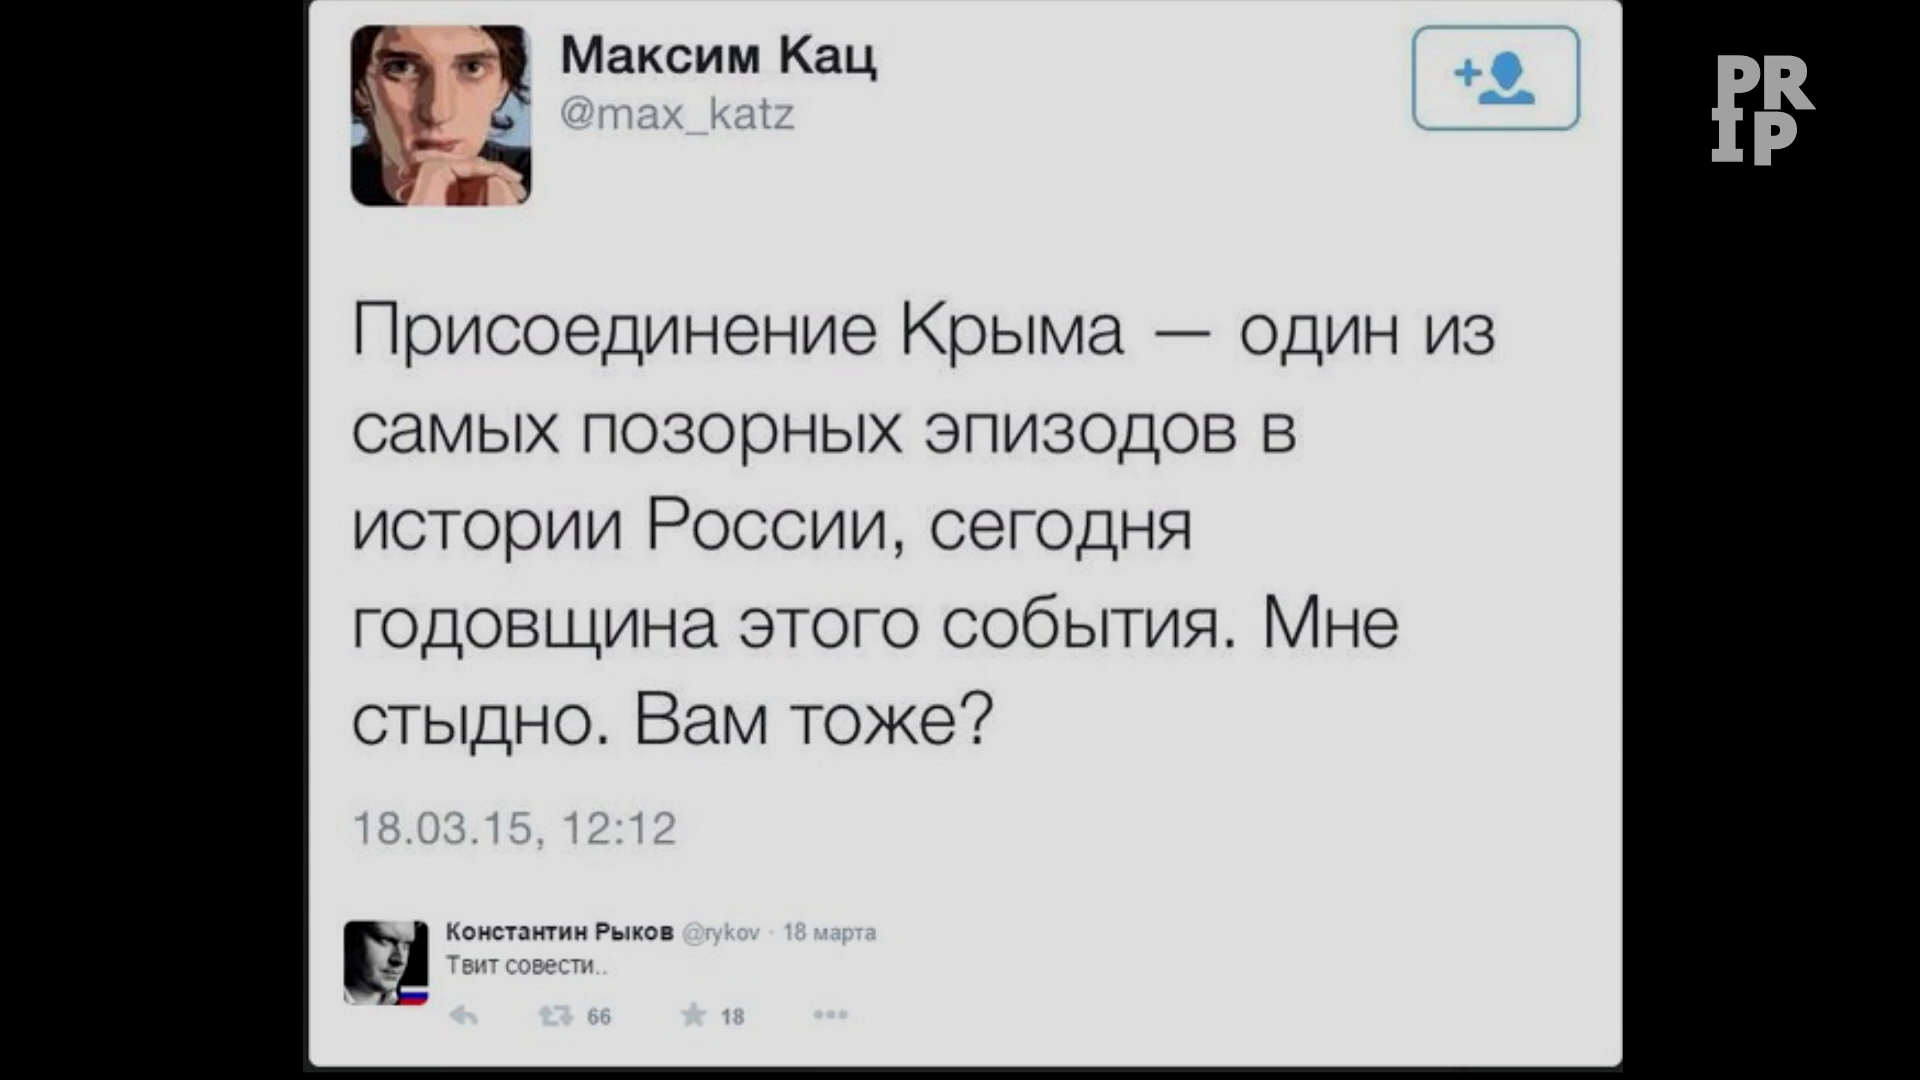 Максим Кац
@max_katz
PR
IP
Присоединение Крыма — один из
самых позорных эпизодов в
истории России, сегодня
годовщина этого события. Мне
стыдно. Вам тоже?
18.03.15, 12:12
Константин Рыков @rykov · 18 марта
Твит совести..
66 18